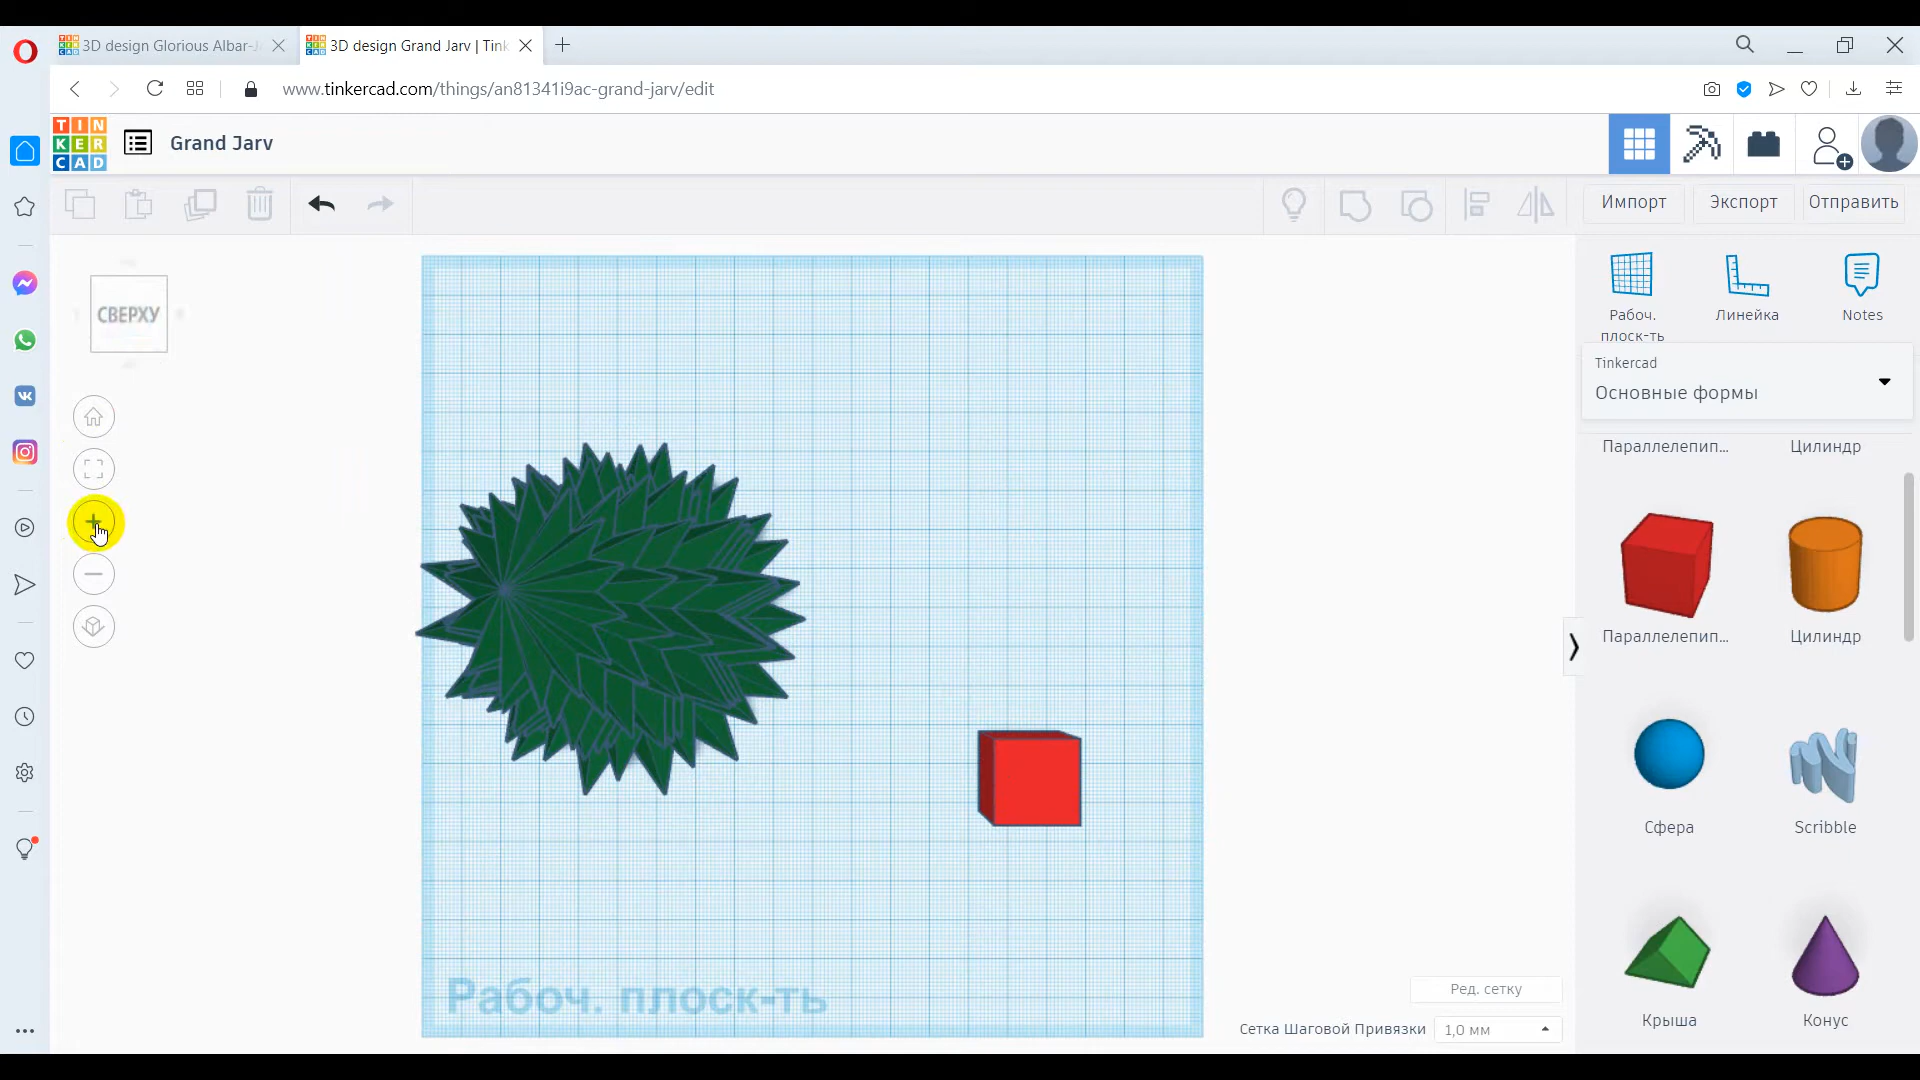 3D design Glorious Albar-J
3D design Grand Jarv | Tink
www.tinkercad.com/things/an81341i9ac-grand-jarv/edit
TIN
KER
CAD
Grand Jarv
Импорт
Экспорт
Отправить
СВЕРХУ
Рабоч.
плоск-ть
Линейка
Notes
Tinkercad
Основные формы
Параллелепип...
Цилиндр
Параллелепип...
Цилиндр
Сфера
Scribble
Крыша
Конус
Рабоч. плоск-ть
Ред. сетку
Сетка Шаговой Привязки
1,0 мм